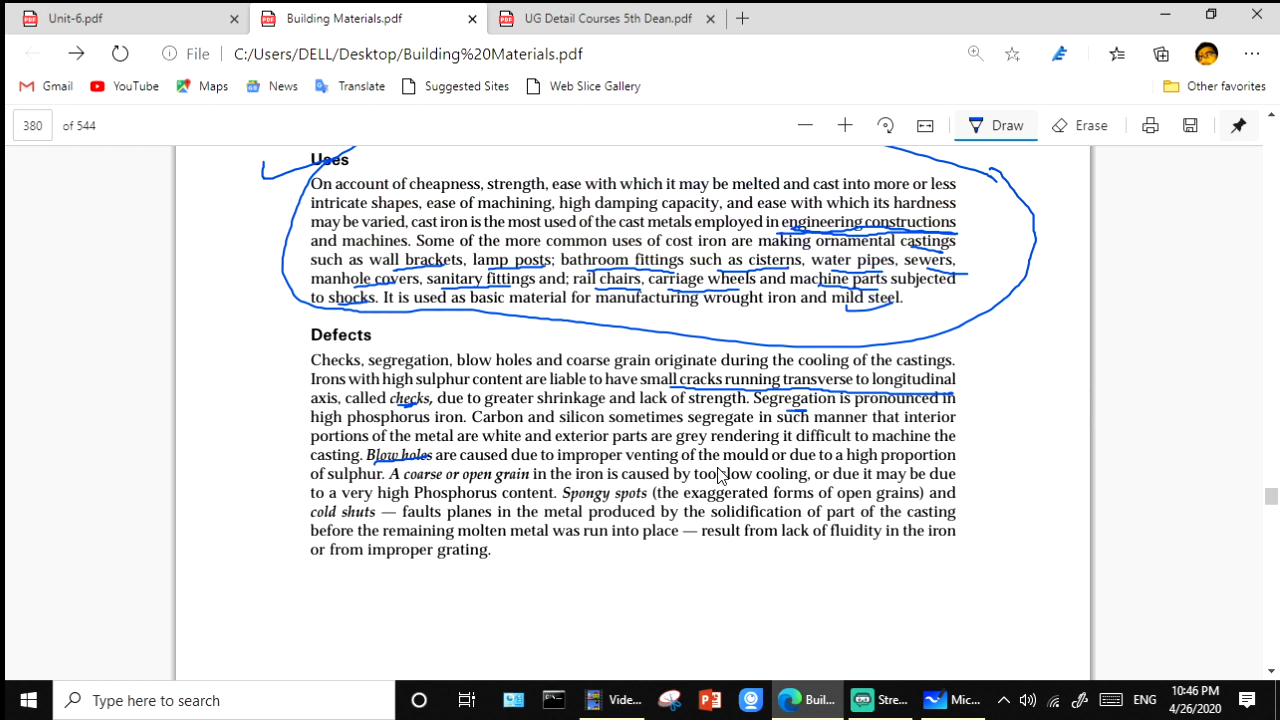 Unit-6.pdf
Building Materials.pdf
UG Detail Courses 5th Dean.pdf
File
C:/Users/DELL/Desktop/Building%20Materials.pdf
Gmail
YouTube
Maps
News
Translate
Suggested Sites
Web Slice Gallery
Other favorites
380 of 544
Draw
Erase
Uses
On account of cheapness, strength, ease with which it may be melted and cast into more or less
intricate shapes, ease of machining, high damping capacity, and ease with which its hardness
may be varied, cast iron is the most used of the cast metals employed in engineering constructions
and machines. Some of the more common uses of cost iron are making ornamental castings
such as wall brackets, lamp posts; bathroom fittings such as cisterns, water pipes, sewers,
manhole covers, sanitary fittings and; rail chairs, carriage wheels and machine parts subjected
to shocks. It is used as basic material for manufacturing wrought iron and mild steel.
Defects
Checks, segregation, blow holes and coarse grain originate during the cooling of the castings.
Irons with high sulphur content are liable to have small cracks running transverse to longitudinal
axis, called checks, due to greater shrinkage and lack of strength. Segregation is pronounced in
high phosphorus iron. Carbon and silicon sometimes segregate in such manner that interior
portions of the metal are white and exterior parts are grey rendering it difficult to machine the
casting. Blow holes are caused due to improper venting of the mould or due to a high proportion
of sulphur. A coarse or open grain in the iron is caused by too slow cooling, or due it may be due
to a very high Phosphorus content. Spongy spots (the exaggerated forms of open grains) and
cold shuts — faults planes in the metal produced by the solidification of part of the casting
before the remaining molten metal was run into place — result from lack of fluidity in the iron
or from improper grating.
Type here to search
Vide...
Buil...
Stre...
Mic...
ENG
10:46 PM
4/26/2020